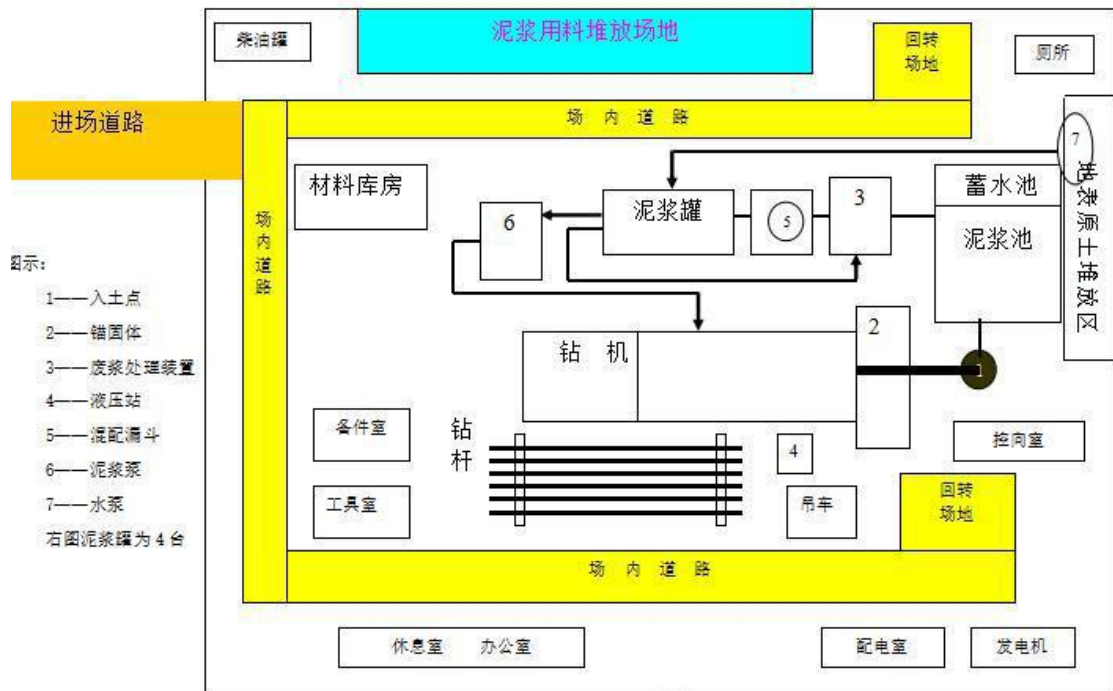 柴油罐
泥浆用料堆放场地
回转
场地
厕所
进场道路
场 内 道 路
7
材料库房
6
泥浆罐
5
3
蓄水池
泥浆池
地表原土堆放区
场内道路
图示：
1——入土点
2——锚固体
3——废浆处理装置
4——液压站
5——混配漏斗
6——泥浆泵
7——水泵
右图泥浆罐为4台
钻 机
2
1
备件室
钻杆
4
控向室
工具室
吊车
回转
场地
场 内 道 路
休息室 办公室
配电室
发电机